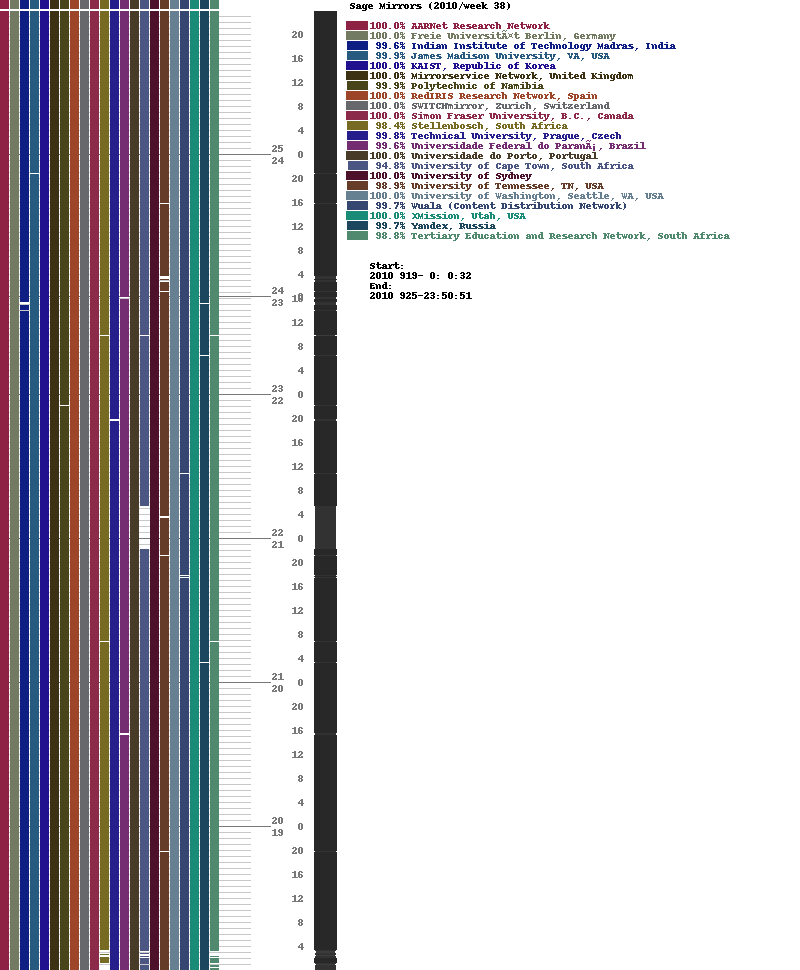 Sage Mirrors (2010/week 38)
100.0% AARNet Research Network
100.0% Freie UniversitÃ¤t Berlin, Germany
99.6% Indian Institute of Technology Madras, India
99.9% James Madison University, VA, USA
100.0% KAIST, Republic of Korea
100.0% Mirrorservice Network, United Kingdom
99.9% Polytechnic of Namibia
100.0% RedIRIS Research Network, Spain
100.0% SWITCHmirror, Zurich, Switzerland
100.0% Simon Fraser University, B.C., Canada
98.4% Stellenbosch, South Africa
99.8% Technical University, Prague, Czech
99.6% Universidade Federal do ParanÃ¡, Brazil
100.0% Universidade do Porto, Portugal
94.8% University of Cape Town, South Africa
100.0% University of Sydney
98.9% University of Tennessee, TN, USA
100.0% University of Washington, Seattle, WA, USA
99.7% Wuala (Content Distribution Network)
100.0% XMission, Utah, USA
99.7% Yandex, Russia
98.8% Tertiary Education and Research Network, South Africa
Start:
2010 919- 0: 0:32
End:
2010 925-23:50:51
20
16
12
8
4
25
0
24
20
16
12
8
4
24
0
23
12
8
4
23
0
22
20
16
12
8
4
22
0
21
20
16
12
8
4
21
0
20
20
16
12
8
4
20
0
19
20
16
12
8
4